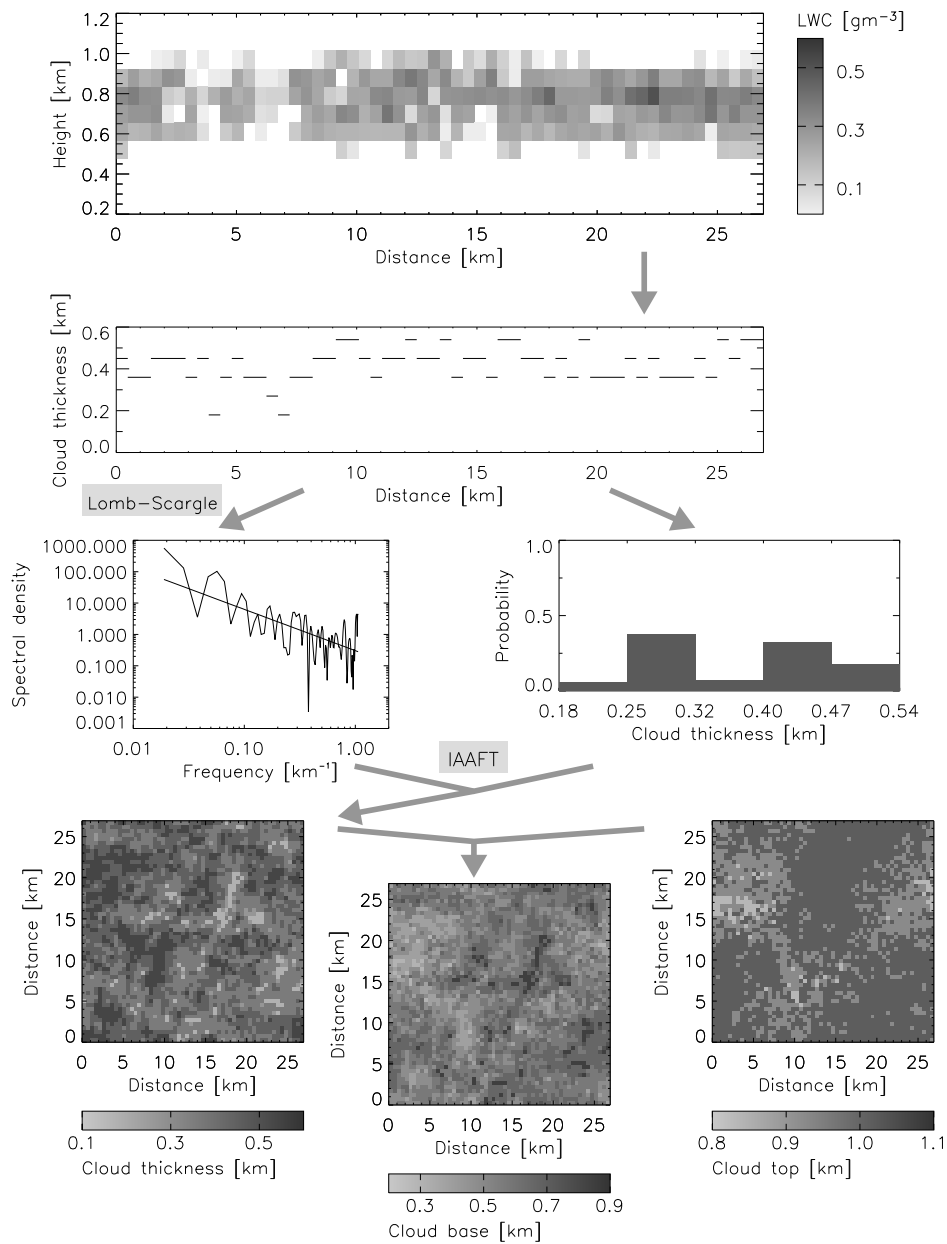 LWC [gm⁻³]
1.2
1.0
0.8
0.6
0.4
0.2
Height [km]
0.5
0.3
0.1
0 5 10 15 20 25
Distance [km]
0.6
0.4
0.2
0.0
Cloud thickness [km]
0 5 10 15 20 25
Distance [km]
Lomb-Scargle
1000.000
100.000
10.000
1.000
0.100
0.010
0.001
Spectral density
0.01 0.10 1.00
Frequency [km⁻¹]
1.0
0.5
0.0
Probability
0.18 0.25 0.32 0.40 0.47 0.54
Cloud thickness [km]
IAAFT
25
20
15
10
5
0
Distance [km]
0 5 10 15 20 25
Distance [km]
0.1 0.3 0.5
Cloud thickness [km]
25
20
15
10
5
0
Distance [km]
0 5 10 15 20 25
Distance [km]
0.3 0.5 0.7 0.9
Cloud base [km]
25
20
15
10
5
0
Distance [km]
0 5 10 15 20 25
Distance [km]
0.8 0.9 1.0 1.1
Cloud top [km]